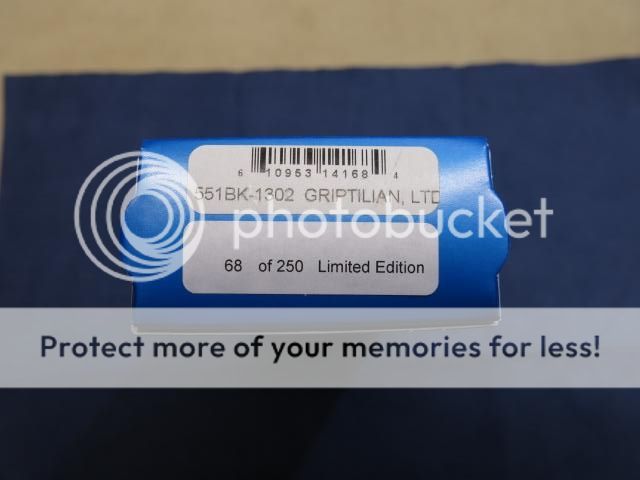 6 10953 14168 4
551BK-1302 GRIPTILIAN, LTD
photobucket
68 of 250 Limited Edition
Protect more of your memories for less!